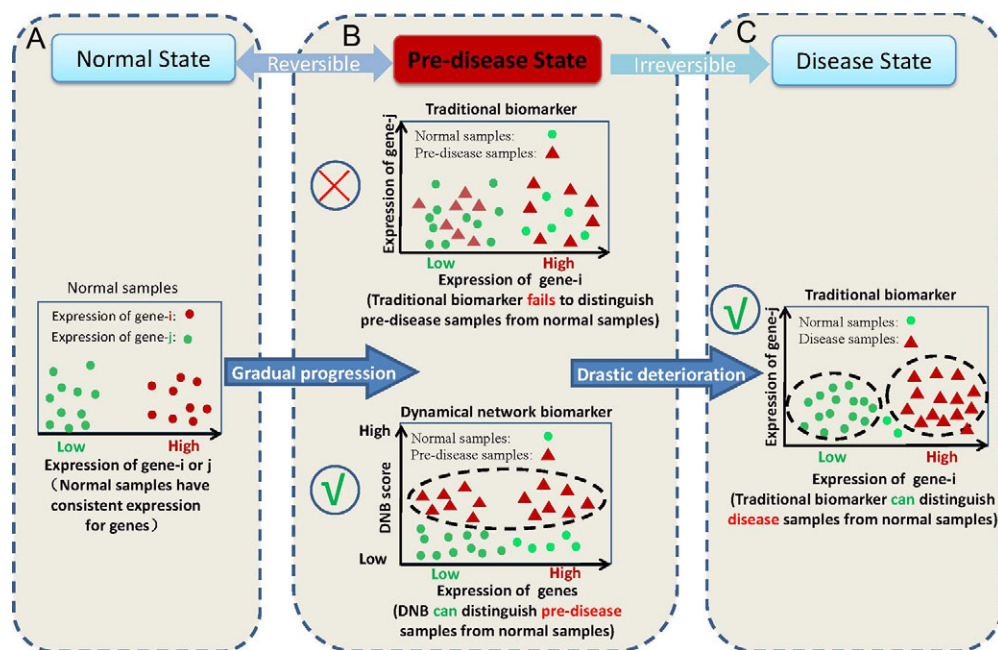 A
Normal State
Reversible
B
Pre-disease State
Irreversible
C
Disease State
Normal samples
Expression of gene-i:
Expression of gene-j:
Low
High
Expression of gene-i or j
（Normal samples have
consistent expression
for genes）
Gradual progression
Traditional biomarker
Expression of gene-j
Normal samples:
Pre-disease samples:
Low
High
Expression of gene-i
(Traditional biomarker fails to distinguish
pre-disease samples from normal samples)
Drastic deterioration
Dynamical network biomarker
High
DNB score
Low
Normal samples:
Pre-disease samples:
Low
High
Expression of genes
(DNB can distinguish pre-disease
samples from normal samples)
√
√
Traditional biomarker
Expression of gene-j
Normal samples:
Disease samples:
Low
High
Expression of gene-i
(Traditional biomarker can distinguish
disease samples from normal samples)